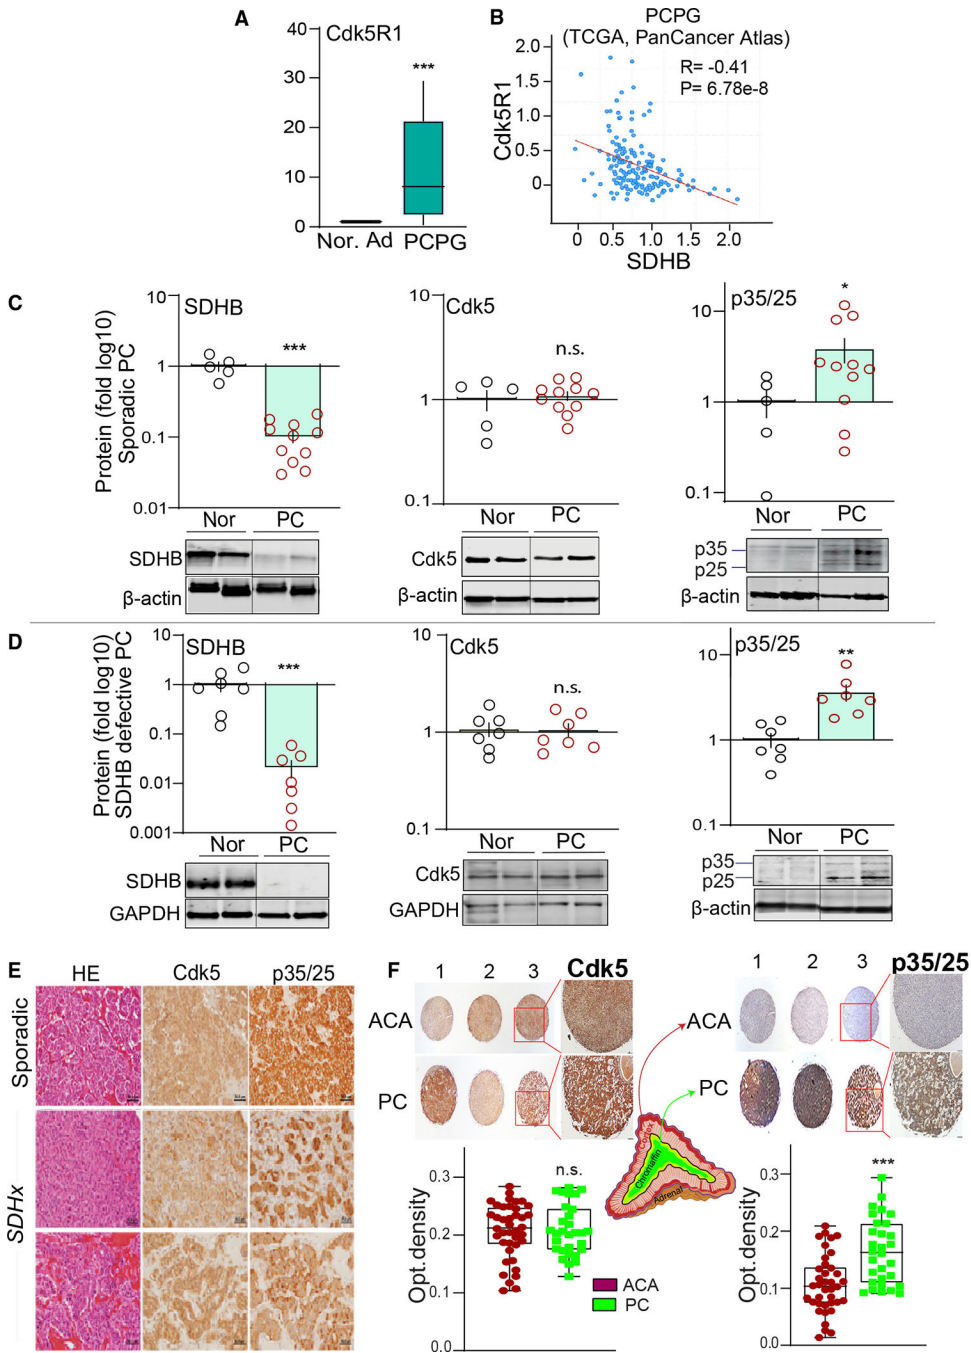 A
Cdk5R1
40
30
20
10
0
***
Nor. Ad
PCPG
B
PCPG
(TCGA, PanCancer Atlas)
R= -0.41
P= 6.78e-8
Cdk5R1
2.0
1.5
1.0
0.5
0
0
0.5
1.0
1.5
2.0
SDHB
C
Protein (fold log10)
Sporadic PC
SDHB
10
1
0.1
0.01
***
Nor
PC
SDHB
β-actin
Cdk5
10
1
0.1
n.s.
Nor
PC
Cdk5
β-actin
p35/25
10
1
0.1
*
Nor
PC
p35
p25
β-actin
D
Protein (fold log10)
SDHB defective PC
SDHB
10
1
0.1
0.01
0.001
***
Nor
PC
SDHB
GAPDH
Cdk5
10
1
0.1
n.s.
Nor
PC
Cdk5
GAPDH
p35/25
10
1
0.1
**
Nor
PC
p35
p25
β-actin
E
HE
Cdk5
p35/25
Sporadic
SDHx
F
1
2
3
Cdk5
ACA
PC
Opt.density
0.3
0.2
0.1
0.0
n.s.
ACA
PC
Cortex
Chromaffin
Adrenal
1
2
3
p35/25
ACA
PC
Opt.density
0.3
0.2
0.1
0.0
***